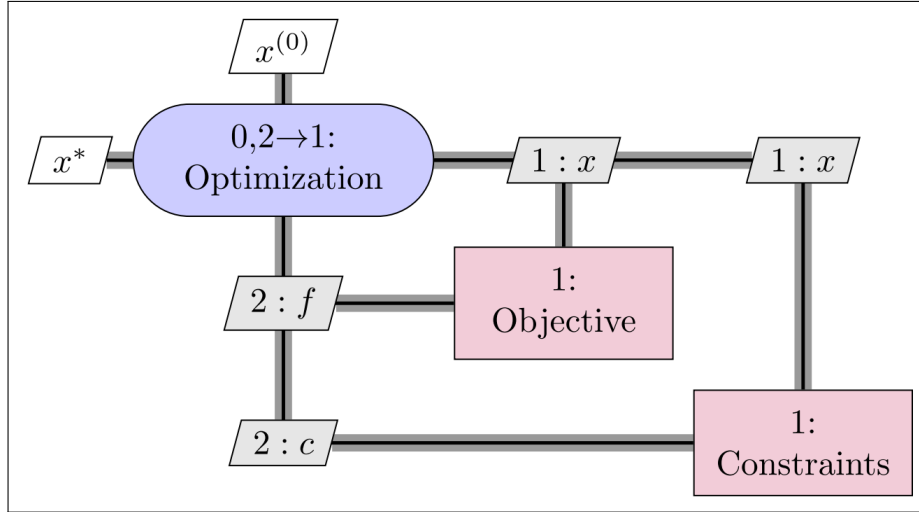 x^{(0)}
x*
0,2→1:
Optimization
1 : x
1 : x
2 : f
1:
Objective
2 : c
1:
Constraints